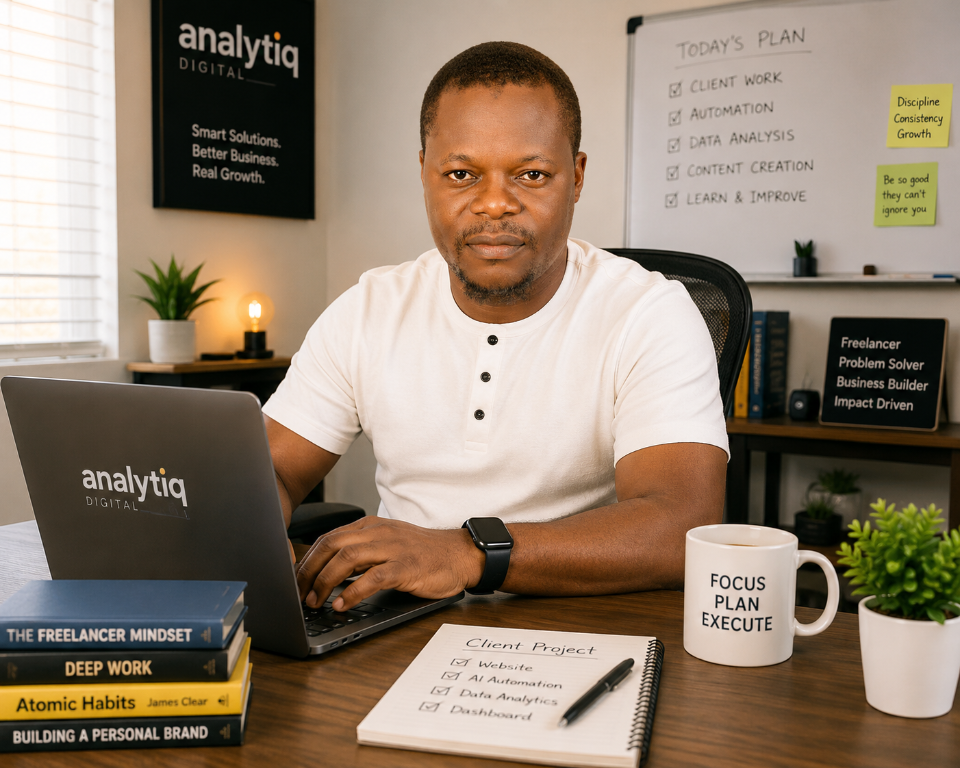 analytiq
DIGITAL
Smart Solutions.
Better Business.
Real Growth.
TODAY'S PLAN
CLIENT WORK
AUTOMATION
DATA ANALYSIS
CONTENT CREATION
LEARN & IMPROVE
Discipline
Consistency
Growth
Be so good
they can't
ignore you
Freelancer
Problem Solver
Business Builder
Impact Driven
analytiq
DIGITAL
THE FREELANCER MINDSET
DEEP WORK
Atomic Habits James Clear
BUILDING A PERSONAL BRAND
Client Project
Website
AI Automation
Data Analytics
Dashboard
FOCUS
PLAN
EXECUTE